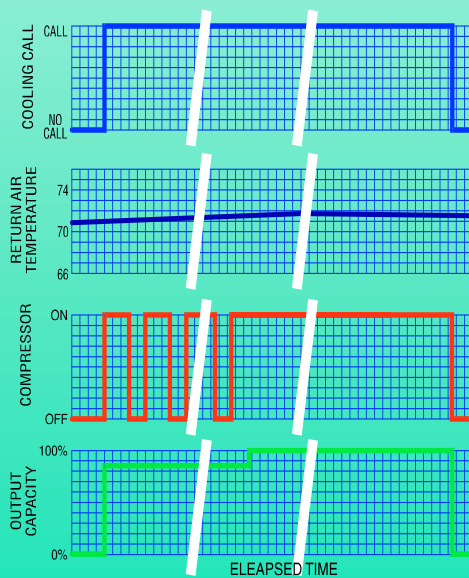 COOLING CALL
CALL
NO
CALL
RETURN AIR
TEMPERATURE
74
70
66
COMPRESSOR
ON
OFF
OUTPUT
CAPACITY
100%
0%
ELEAPSED TIME